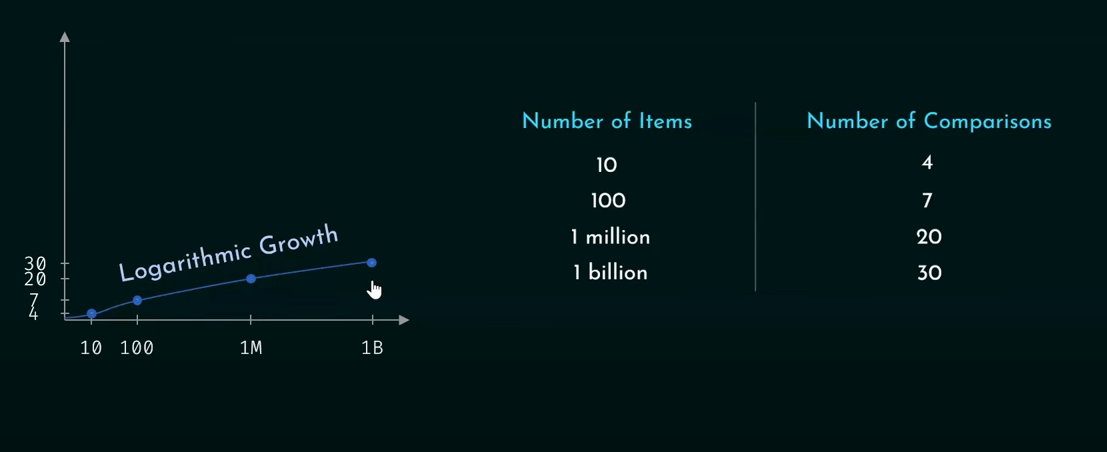 Logarithmic Growth
30
20
7
4
10 100 1M 1B
Number of Items Number of Comparisons
10 4
100 7
1 million 20
1 billion 30